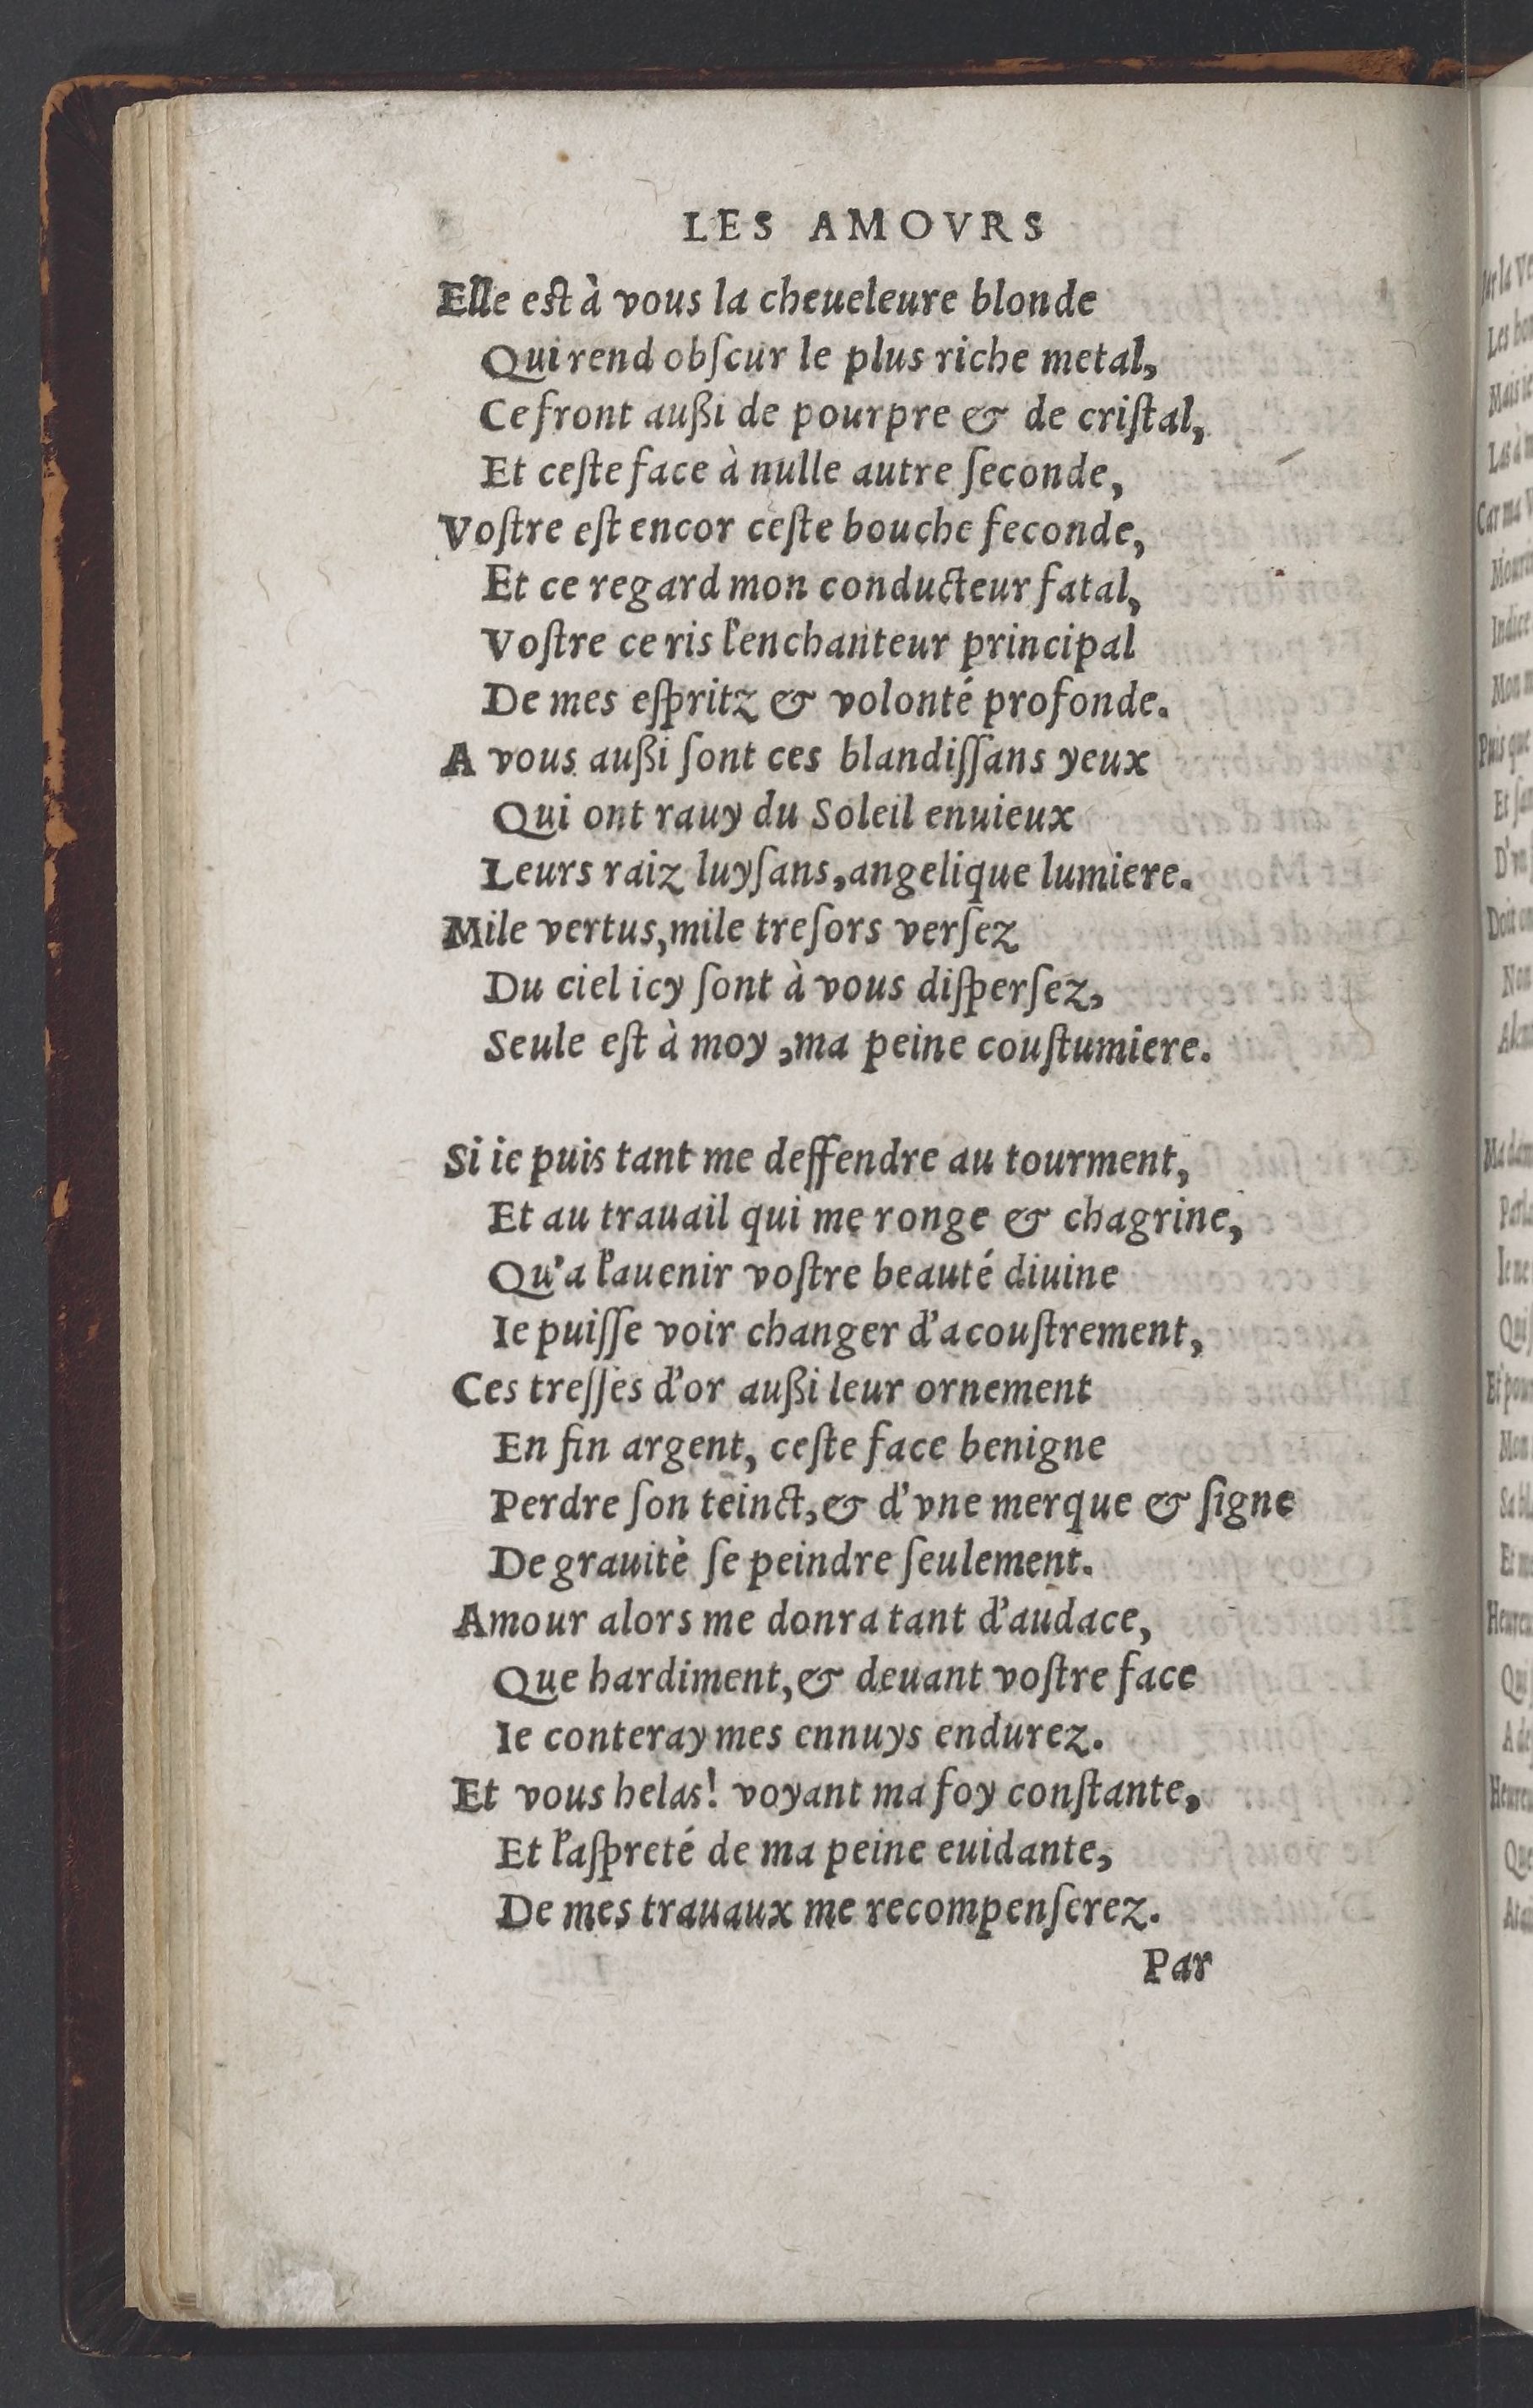 LES AMOVRS
Elle est à vous la cheueleure blonde
Qui rend obſcur le plus riche metal,
Ce front außi de pourpre & de criſtal,
Et ceſte face à nulle autre ſeconde,
Voſtre eſt encor ceſte bouche feconde,
Et ce regard mon conducteur fatal,
Voſtre ce ris l'enchanteur principal
De mes eſpritz & volonté profonde.
A vous außi ſont ces blandiſſans yeux
Qui ont rauy du Soleil enuieux
Leurs raiz luyſans, angelique lumiere.
Mile vertus, mile treſors verſez
Du ciel icy ſont à vous diſperſez,
Seule eſt à moy, ma peine couſtumiere.
Si ie puis tant me deffendre au tourment,
Et au trauail qui me ronge & chagrine,
Qu'a l'auenir voſtre beauté diuine
Ie puiſſe voir changer d'acouſtrement,
Ces treſſes d'or außi leur ornement
En fin argent, ceſte face benigne
Perdre ſon teinct, & d'vne merque & ſigne
De grauitè ſe peindre ſeulement.
Amour alors me donra tant d'audace,
Que hardiment, & deuant voſtre face
Ie conteray mes ennuys endurez.
Et vous helas! voyant ma foy conſtante,
Et l'aſpreté de ma peine euidante,
De mes trauaux me recompenſerez.
Par